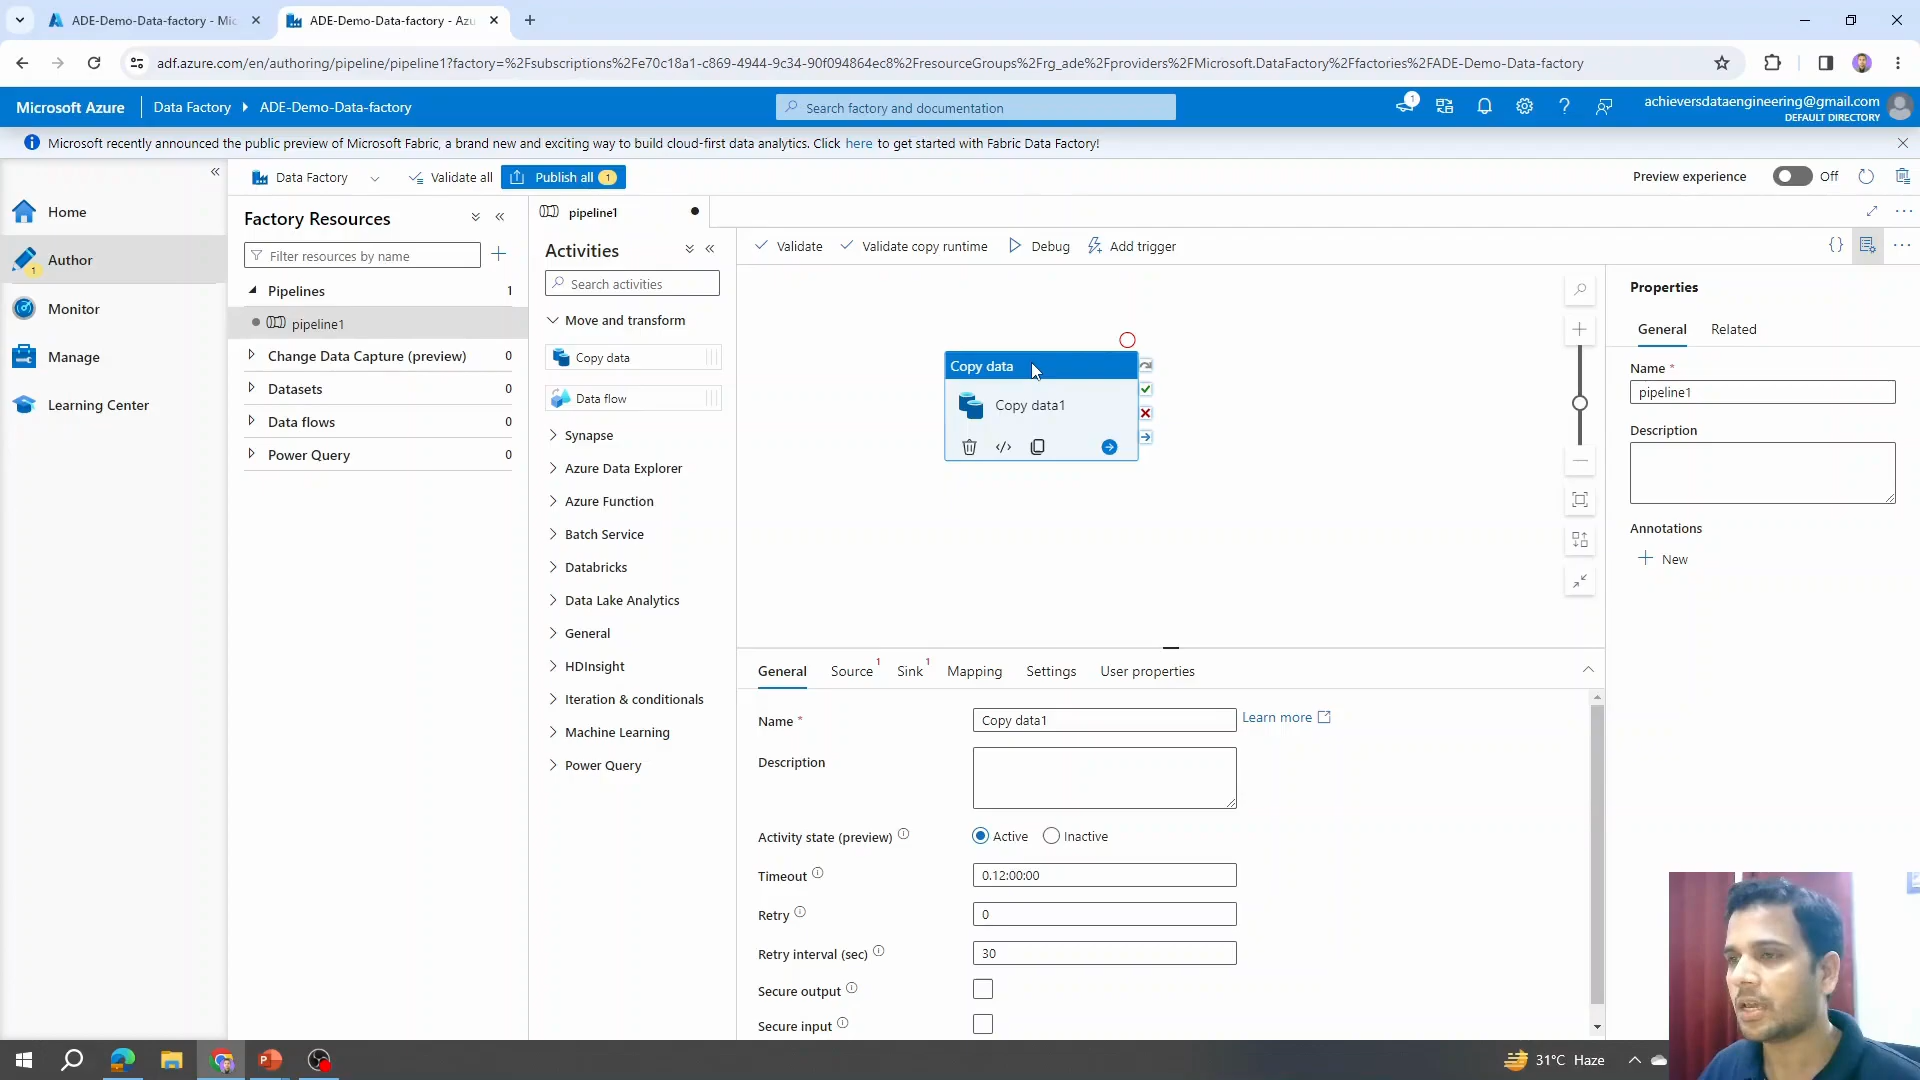 ADE-Demo-Data-factory - Mic
ADE-Demo-Data-factory - Azu
adf.azure.com/en/authoring/pipeline/pipeline1?factory=%2Fsubscriptions%2Fe70c18a1-c869-4944-9c34-90f094864ec8%2FresourceGroups%2Frg_ade%2Fproviders%2FMicrosoft.DataFactory%2Ffactories%2FADE-Demo-Data-factory
Microsoft Azure
Data Factory
ADE-Demo-Data-factory
Search factory and documentation
1
achieversdataengineering@gmail.com
DEFAULT DIRECTORY
Microsoft recently announced the public preview of Microsoft Fabric, a brand new and exciting way to build cloud-first data analytics. Click here to get started with Fabric Data Factory!
Data Factory
Validate all
Publish all 1
Preview experience
Off
Home
Author
1
Monitor
Manage
Learning Center
Factory Resources
Filter resources by name
Pipelines 1
pipeline1
Change Data Capture (preview) 0
Datasets 0
Data flows 0
Power Query 0
pipeline1
Activities
Search activities
Move and transform
Copy data
Data flow
Synapse
Azure Data Explorer
Azure Function
Batch Service
Databricks
Data Lake Analytics
General
HDInsight
Iteration & conditionals
Machine Learning
Power Query
Validate
Validate copy runtime
Debug
Add trigger
Copy data
Copy data1
General
Source 1
Sink 1
Mapping
Settings
User properties
Name *
Copy data1
Learn more
Description
Activity state (preview)
Active
Inactive
Timeout
0.12:00:00
Retry
0
Retry interval (sec)
30
Secure output
Secure input
Properties
General
Related
Name *
pipeline1
Description
Annotations
New
31°C Haze